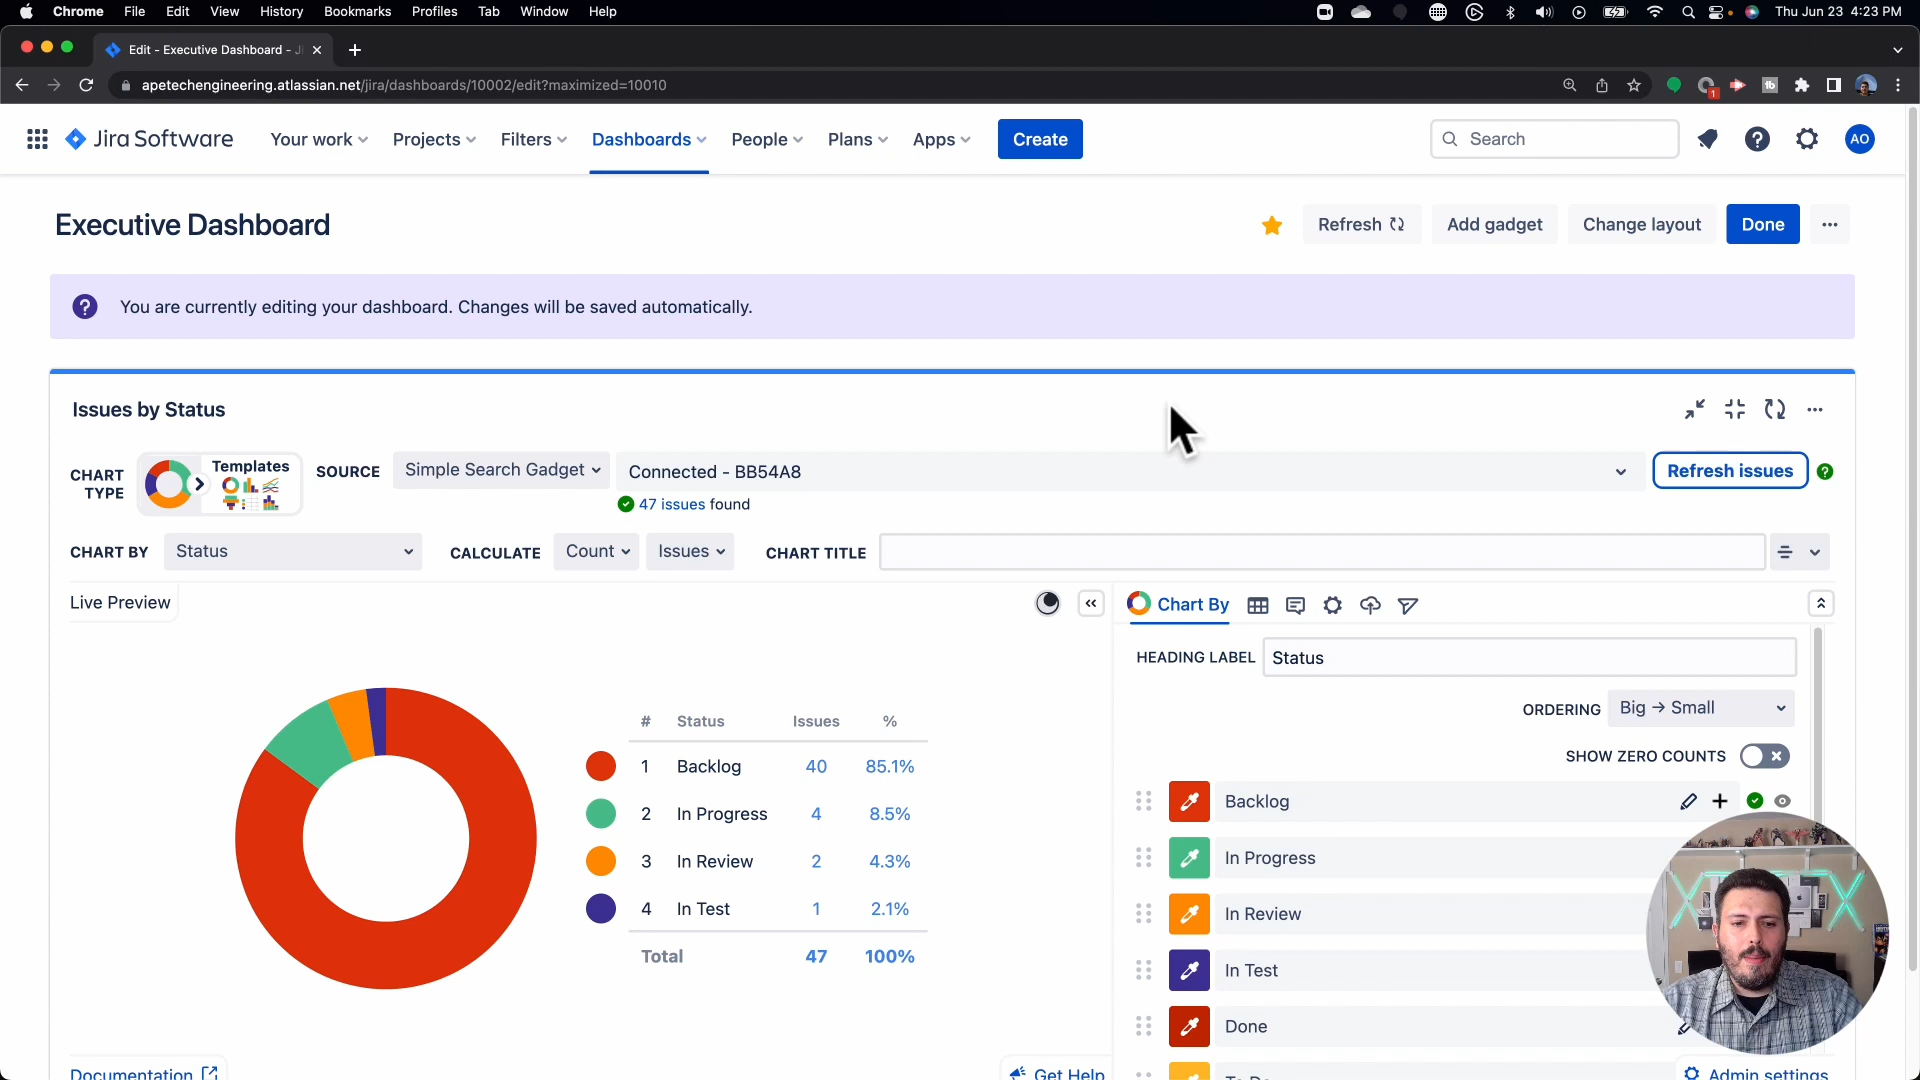 Chrome File Edit View History Bookmarks Profiles Tab Window Help Thu Jun 23 4:23 PM
Edit - Executive Dashboard - Ji
apetechengineering.atlassian.net/jira/dashboards/10002/edit?maximized=10010
1
Jira Software Your work Projects Filters Dashboards People Plans Apps Create Search AO
Executive Dashboard Refresh Add gadget Change layout Done
You are currently editing your dashboard. Changes will be saved automatically.
Issues by Status
CHART TYPE Templates SOURCE Simple Search Gadget Connected - BB54A8 Refresh issues
47 issues found
CHART BY Status CALCULATE Count Issues CHART TITLE
Live Preview Chart By
HEADING LABEL Status
ORDERING Big → Small
SHOW ZERO COUNTS
# Status Issues %
1 Backlog 40 85.1%
2 In Progress 4 8.5%
3 In Review 2 4.3%
4 In Test 1 2.1%
Total 47 100%
Backlog
In Progress
In Review
In Test
Done
Documentation Get Help Admin settings